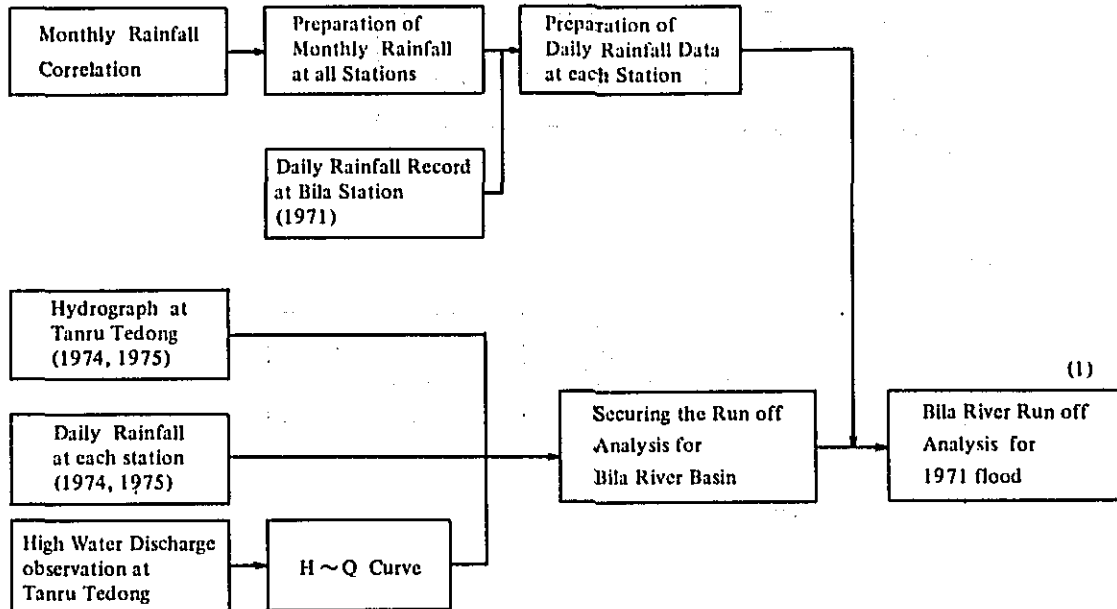 Monthly Rainfall
Correlation
Preparation of
Monthly Rainfall
at all Stations
Preparation of
Daily Rainfall Data
at each Station
Daily Rainfall Record
at Bila Station
(1971)
Hydrograph at
Tanru Tedong
(1974, 1975)
Daily Rainfall
at each station
(1974, 1975)
High Water Discharge
observation at
Tanru Tedong
H ~ Q Curve
Securing the Run off
Analysis for
Bila River Basin
(1)
Bila River Run off
Analysis for
1971 flood